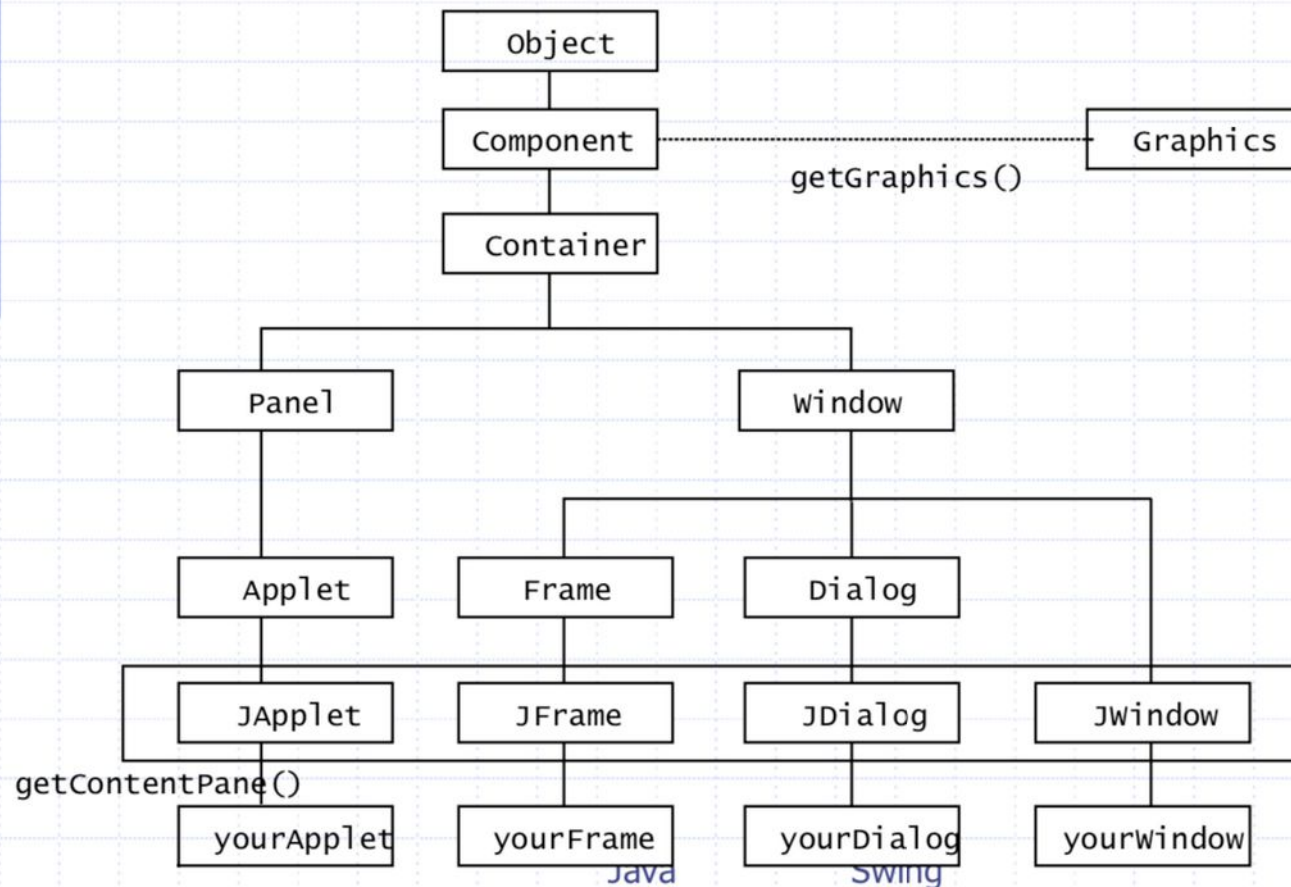 Object
Component
Graphics
getGraphics()
Container
Panel
Window
Applet
Frame
Dialog
JApplet
JFrame
JDialog
JWindow
getContentPane()
yourApplet
yourFrame
yourDialog
yourWindow
Java Swing